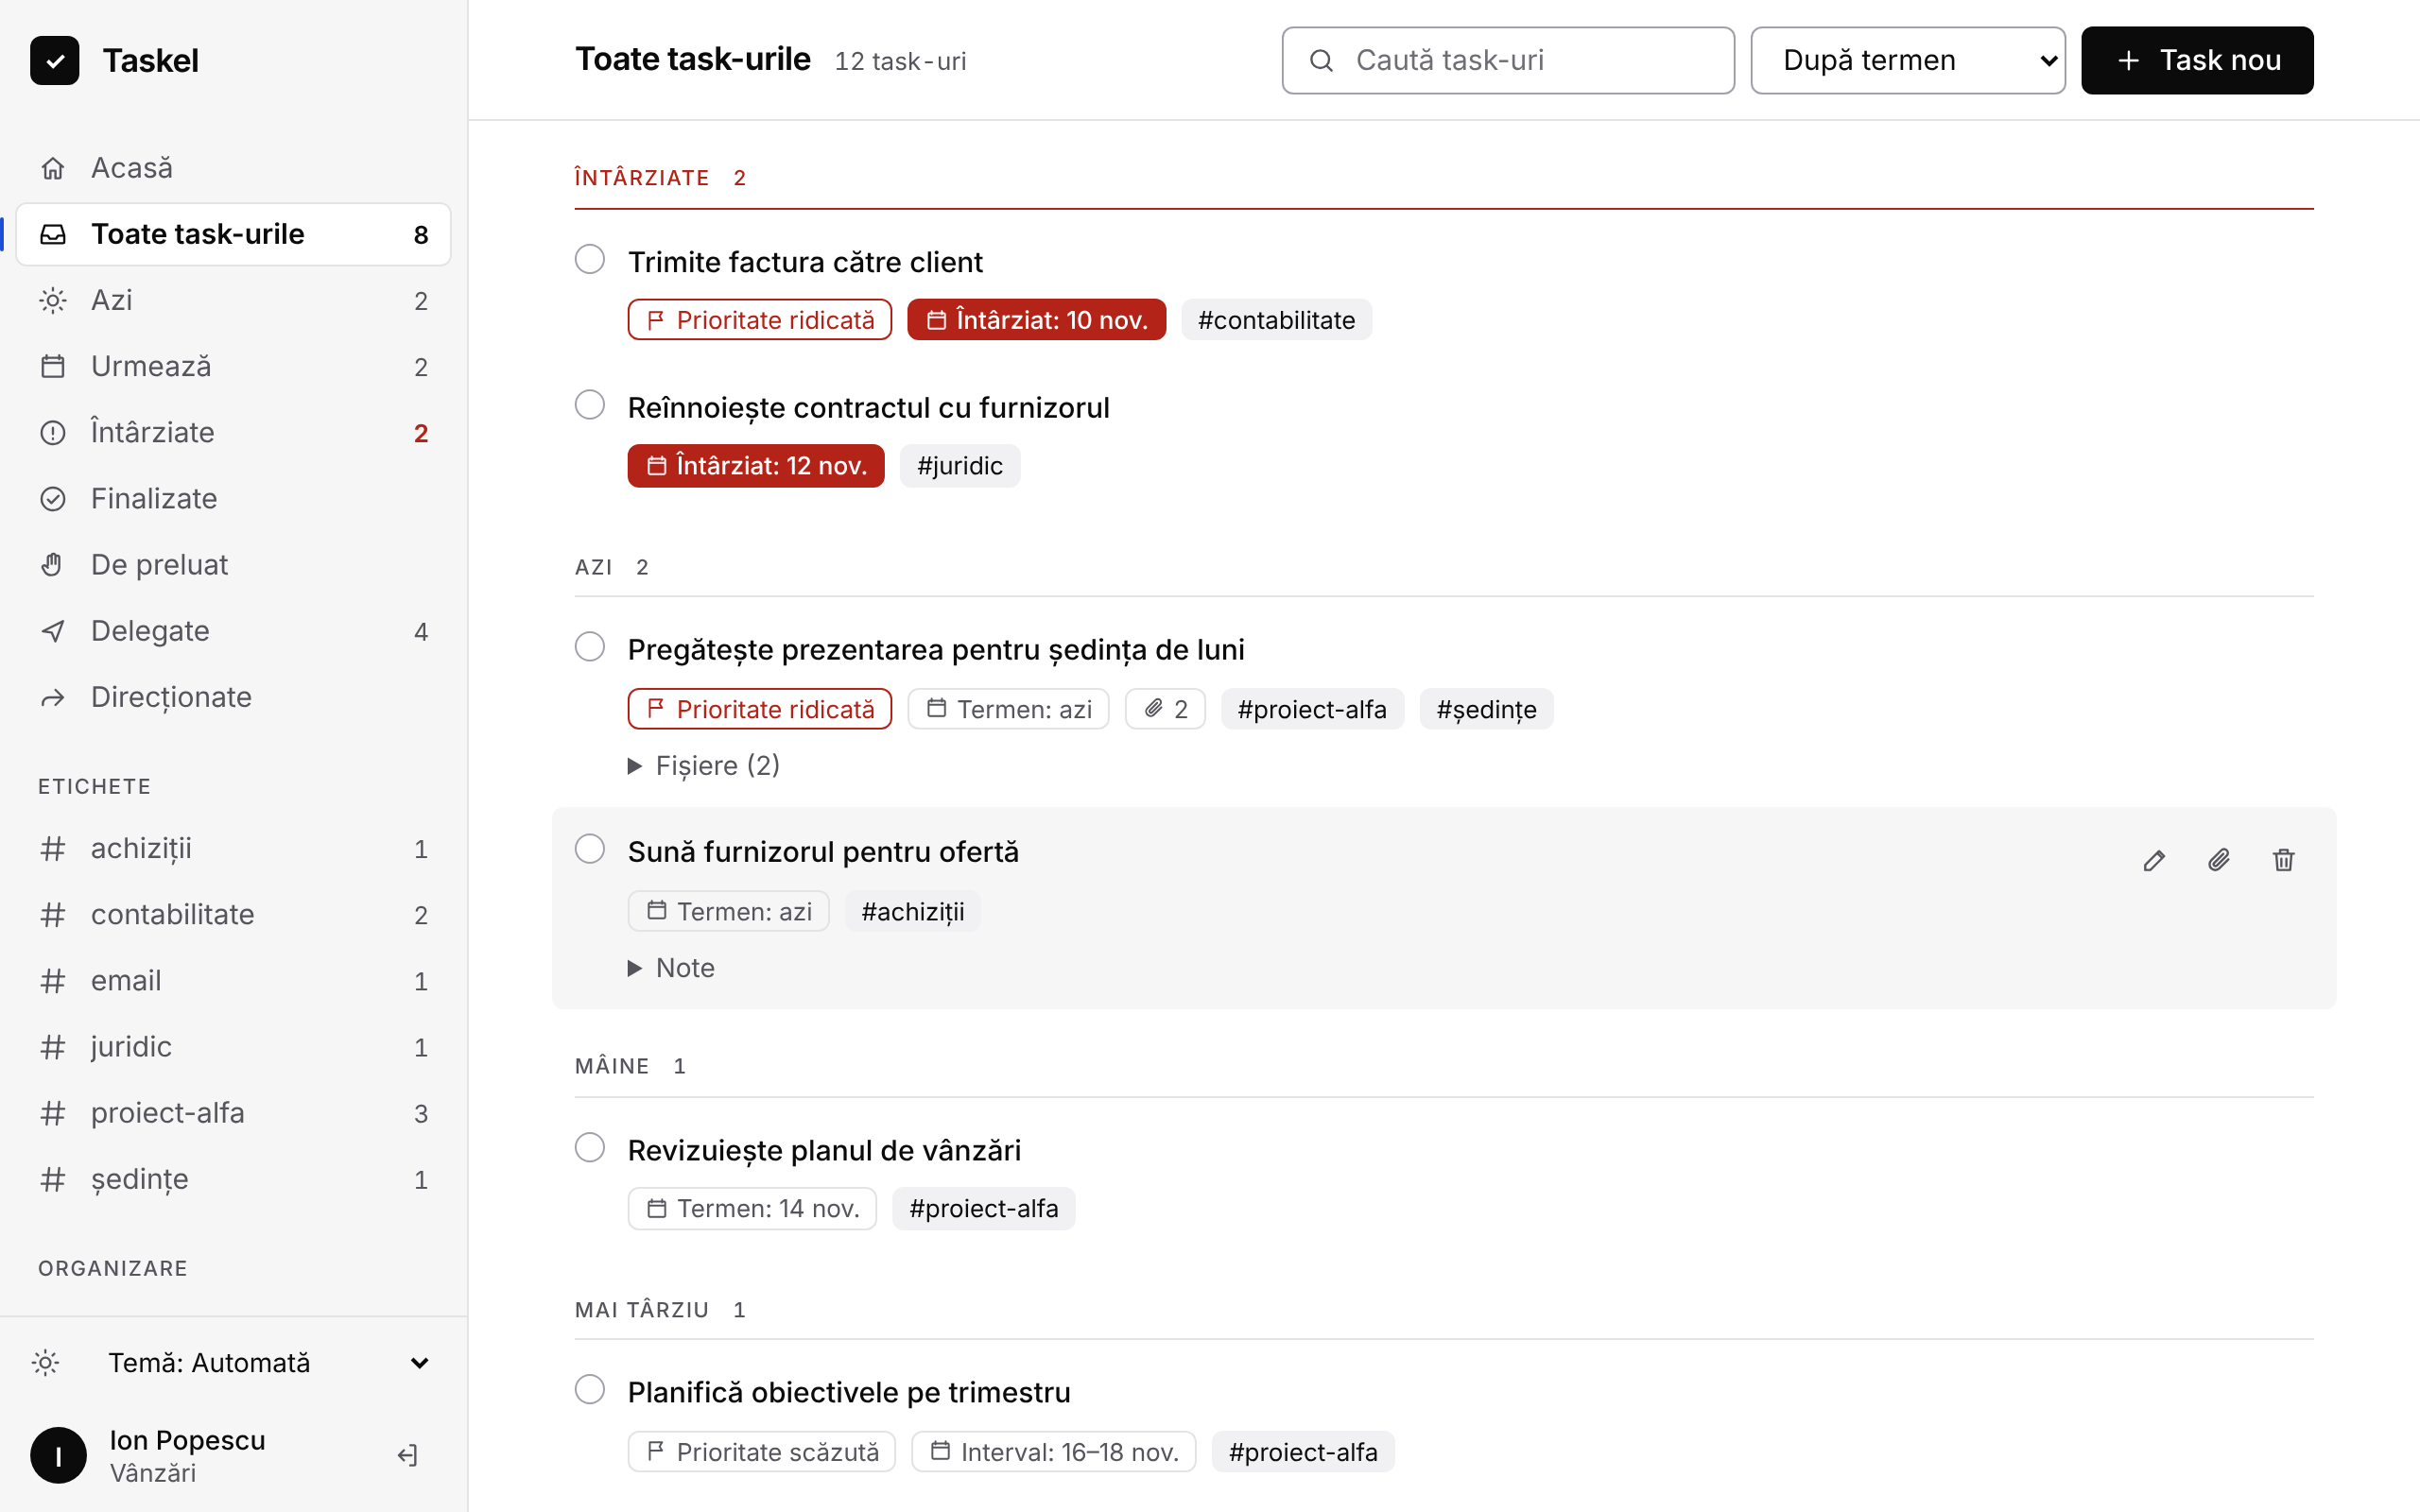 Taskel
Acasă
Toate task-urile 8
Azi 2
Urmează 2
Întârziate 2
Finalizate
De preluat
Delegate 4
Direcționate
ETICHETE
# achiziții 1
# contabilitate 2
# email 1
# juridic 1
# proiect-alfa 3
# ședințe 1
ORGANIZARE
Temă: Automată
I
Ion Popescu
Vânzări
Toate task-urile 12 task-uri
Caută task-uri
După termen
+ Task nou
ÎNTÂRZIATE 2
Trimite factura către client
Prioritate ridicată Întârziat: 10 nov. #contabilitate
Reînnoiește contractul cu furnizorul
Întârziat: 12 nov. #juridic
AZI 2
Pregătește prezentarea pentru ședința de luni
Prioritate ridicată Termen: azi 2 #proiect-alfa #ședințe
Fișiere (2)
Sună furnizorul pentru ofertă
Termen: azi #achiziții
Note
MÂINE 1
Revizuiește planul de vânzări
Termen: 14 nov. #proiect-alfa
MAI TÂRZIU 1
Planifică obiectivele pe trimestru
Prioritate scăzută Interval: 16–18 nov. #proiect-alfa